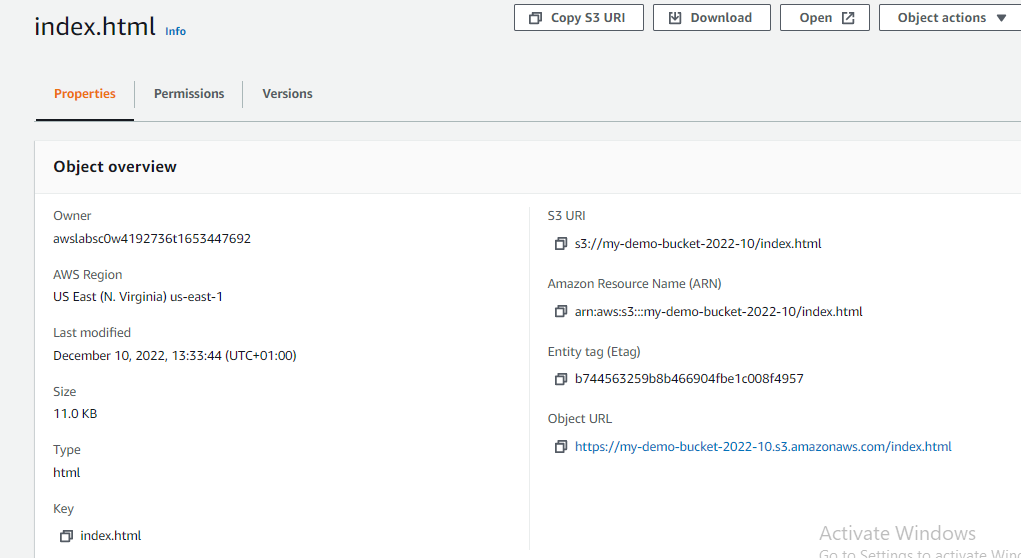 index.html Info
Copy S3 URI
Download
Open
Object actions
Properties
Permissions
Versions
Object overview
Owner
awslabsc0w4192736t1653447692
AWS Region
US East (N. Virginia) us-east-1
Last modified
December 10, 2022, 13:33:44 (UTC+01:00)
Size
11.0 KB
Type
html
Key
index.html
S3 URI
s3://my-demo-bucket-2022-10/index.html
Amazon Resource Name (ARN)
arn:aws:s3:::my-demo-bucket-2022-10/index.html
Entity tag (Etag)
b744563259b8b466904fbe1c008f4957
Object URL
https://my-demo-bucket-2022-10.s3.amazonaws.com/index.html
Activate Windows
Go to Settings to activate Win